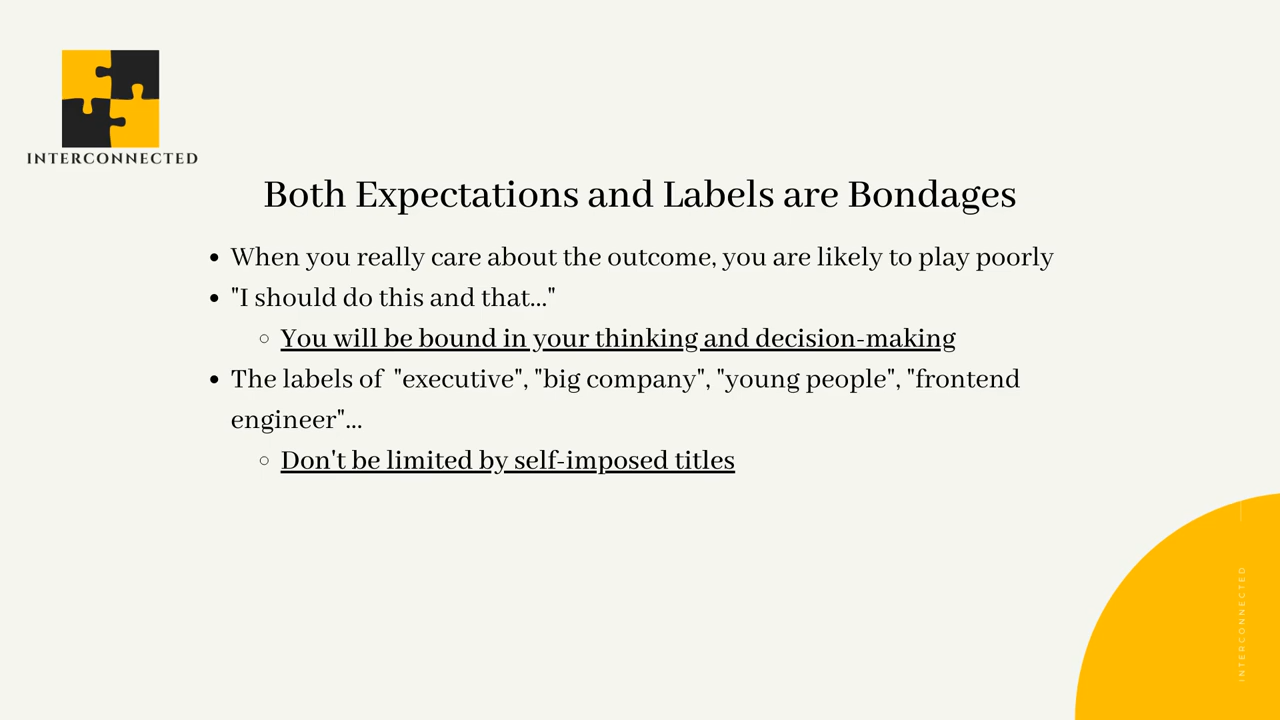 INTERCONNECTED
Both Expectations and Labels are Bondages
• When you really care about the outcome, you are likely to play poorly
• "I should do this and that..."
○ You will be bound in your thinking and decision-making
• The labels of  "executive", "big company", "young people", "frontend
engineer"...
○ Don't be limited by self-imposed titles
INTERCONNECTED